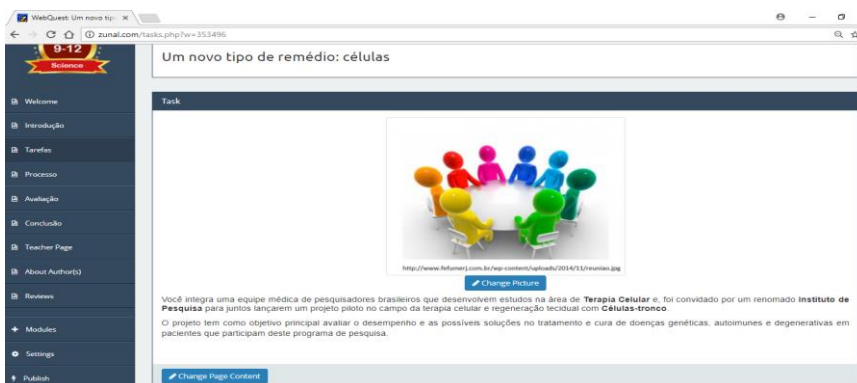 WebQuest: Um novo tip
zunal.com/tasks.php?w=353496
9-12
Science
Welcome
Introdução
Tarefas
Processo
Avaliação
Conclusão
Teacher Page
About Author(s)
Reviews
Modules
Settings
Publish
Um novo tipo de remédio: células
Task
http://www.fefumerj.com.br/wp-content/uploads/2014/11/reuniao.jpg
Change Picture
Você integra uma equipe médica de pesquisadores brasileiros que desenvolvem estudos na área de Terapia Celular e, foi convidado por um renomado Instituto de
Pesquisa para juntos lançarem um projeto piloto no campo da terapia celular e regeneração tecidual com Células-tronco.
O projeto tem como objetivo principal avaliar o desempenho e as possíveis soluções no tratamento e cura de doenças genéticas, autoimunes e degenerativas em
pacientes que participam deste programa de pesquisa.
Change Page Content